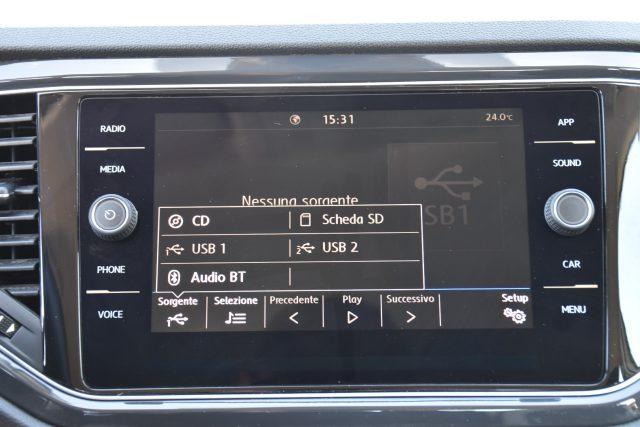 RADIO
MEDIA
PHONE
VOICE
15:31
24.0°C
Nessuna sorgente
SB1
CD
Scheda SD
USB 1
USB 2
Audio BT
Sorgente
Selezione
Precedente
Play
Successivo
Setup
APP
SOUND
CAR
MENU